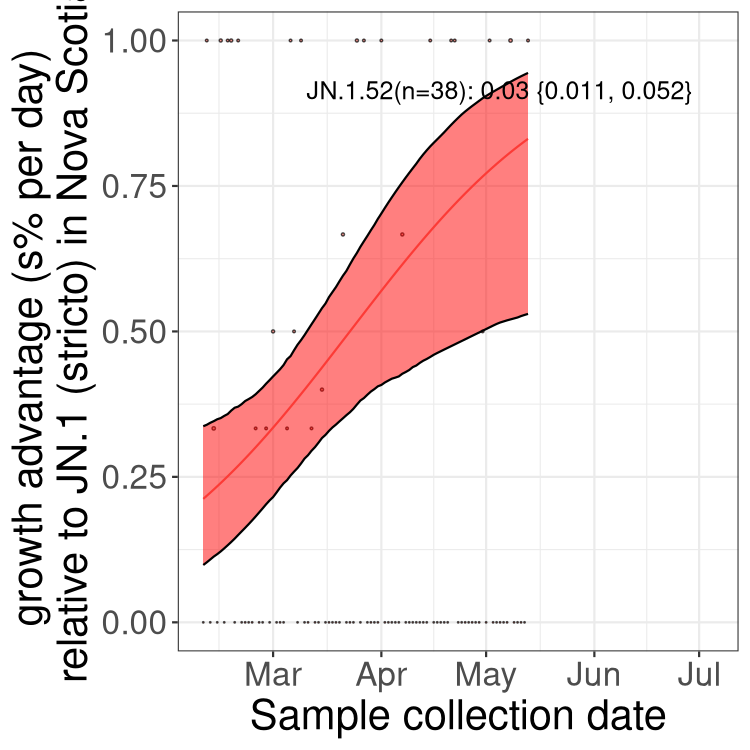 growth advantage (s% per day)
relative to JN.1 (stricto) in Nova Scotia
1.00
JN.1.52(n=38): 0.03 {0.011, 0.052}
0.75
0.50
0.25
0.00
Mar Apr May Jun Jul
Sample collection date